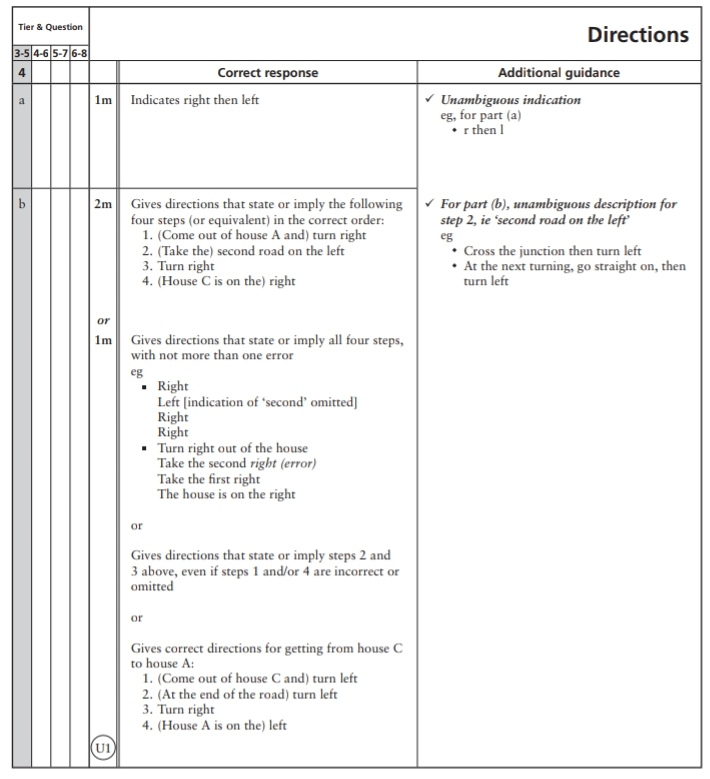 Tier & Question
Directions
3-5 4-6 5-7 6-8
4
Correct response
Additional guidance
a
1m
Indicates right then left
✓ Unambiguous indication
eg, for part (a)
• r then l
b
2m
Gives directions that state or imply the following
four steps (or equivalent) in the correct order:
1. (Come out of house A and) turn right
2. (Take the) second road on the left
3. Turn right
4. (House C is on the) right
✓ For part (b), unambiguous description for
step 2, ie ‘second road on the left’
eg
• Cross the junction then turn left
• At the next turning, go straight on, then
turn left
or
1m
Gives directions that state or imply all four steps,
with not more than one error
eg
▪ Right
Left [indication of ‘second’ omitted]
Right
Right
▪ Turn right out of the house
Take the second right (error)
Take the first right
The house is on the right
or
Gives directions that state or imply steps 2 and
3 above, even if steps 1 and/or 4 are incorrect or
omitted
or
Gives correct directions for getting from house C
to house A:
1. (Come out of house C and) turn left
2. (At the end of the road) turn left
3. Turn right
4. (House A is on the) left
U1